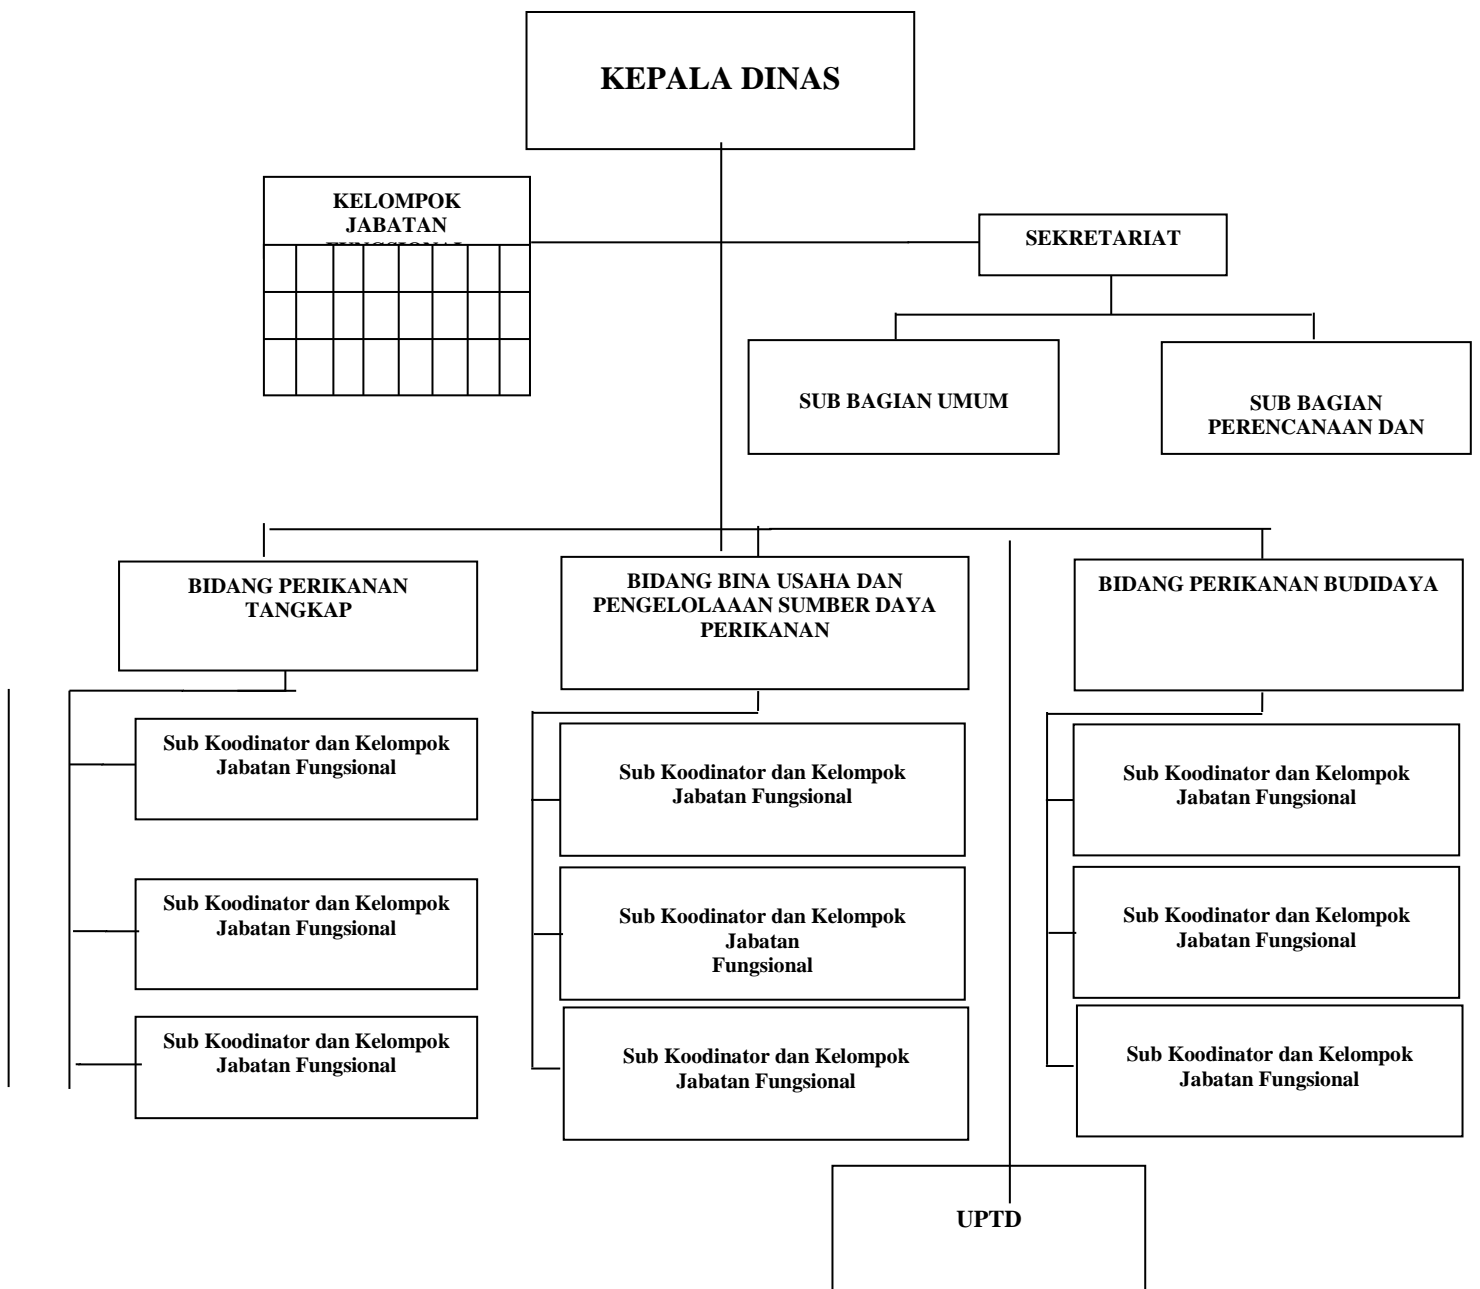 KEPALA DINAS
KELOMPOK
JABATAN
SEKRETARIAT
SUB BAGIAN UMUM
SUB BAGIAN
PERENCANAAN DAN
BIDANG PERIKANAN
TANGKAP
BIDANG BINA USAHA DAN
PENGELOLAAAN SUMBER DAYA
PERIKANAN
BIDANG PERIKANAN BUDIDAYA
Sub Koodinator dan Kelompok
Jabatan Fungsional
Sub Koodinator dan Kelompok
Jabatan Fungsional
Sub Koodinator dan Kelompok
Jabatan Fungsional
Sub Koodinator dan Kelompok
Jabatan Fungsional
Sub Koodinator dan Kelompok
Jabatan
Fungsional
Sub Koodinator dan Kelompok
Jabatan Fungsional
Sub Koodinator dan Kelompok
Jabatan Fungsional
Sub Koodinator dan Kelompok
Jabatan Fungsional
Sub Koodinator dan Kelompok
Jabatan Fungsional
UPTD